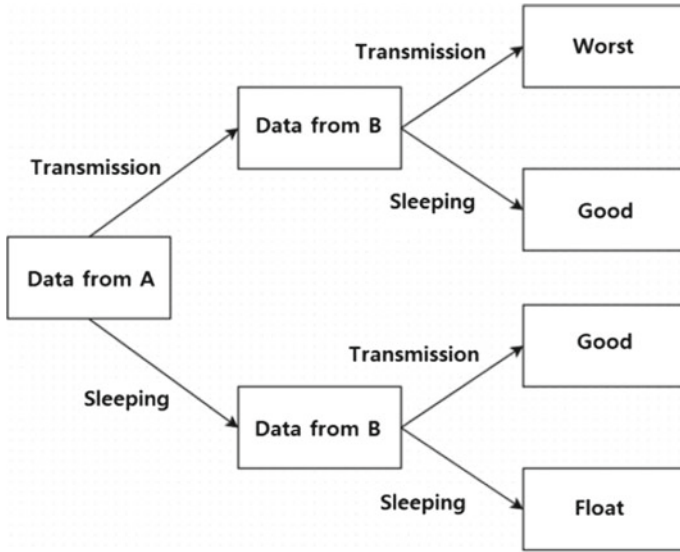 Transmission
Worst
Data from B
Transmission
Sleeping
Good
Data from A
Transmission
Good
Sleeping
Data from B
Sleeping
Float